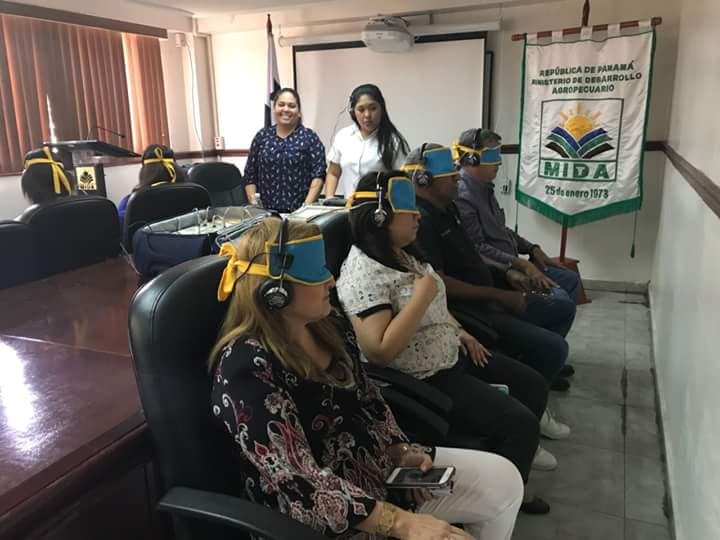 REPÚBLICA DE PANAMÁ
MINISTERIO DE DESARROLLO
AGROPECUARIO
MIDA
25 de enero 1973